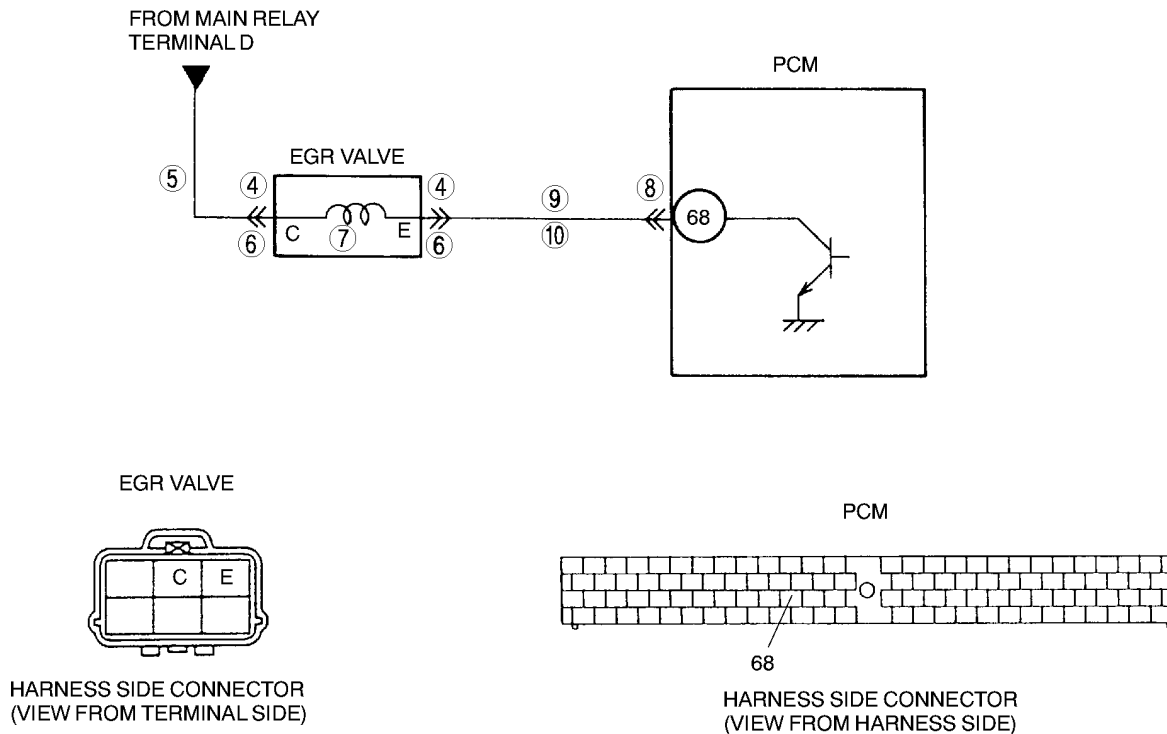 FROM MAIN RELAY
TERMINAL D
PCM
EGR VALVE
⑤
④
④
⑧
⑨
68
C
⑦
E
⑥
⑥
⑩
EGR VALVE
PCM
C
E
68
HARNESS SIDE CONNECTOR
(VIEW FROM TERMINAL SIDE)
HARNESS SIDE CONNECTOR
(VIEW FROM HARNESS SIDE)